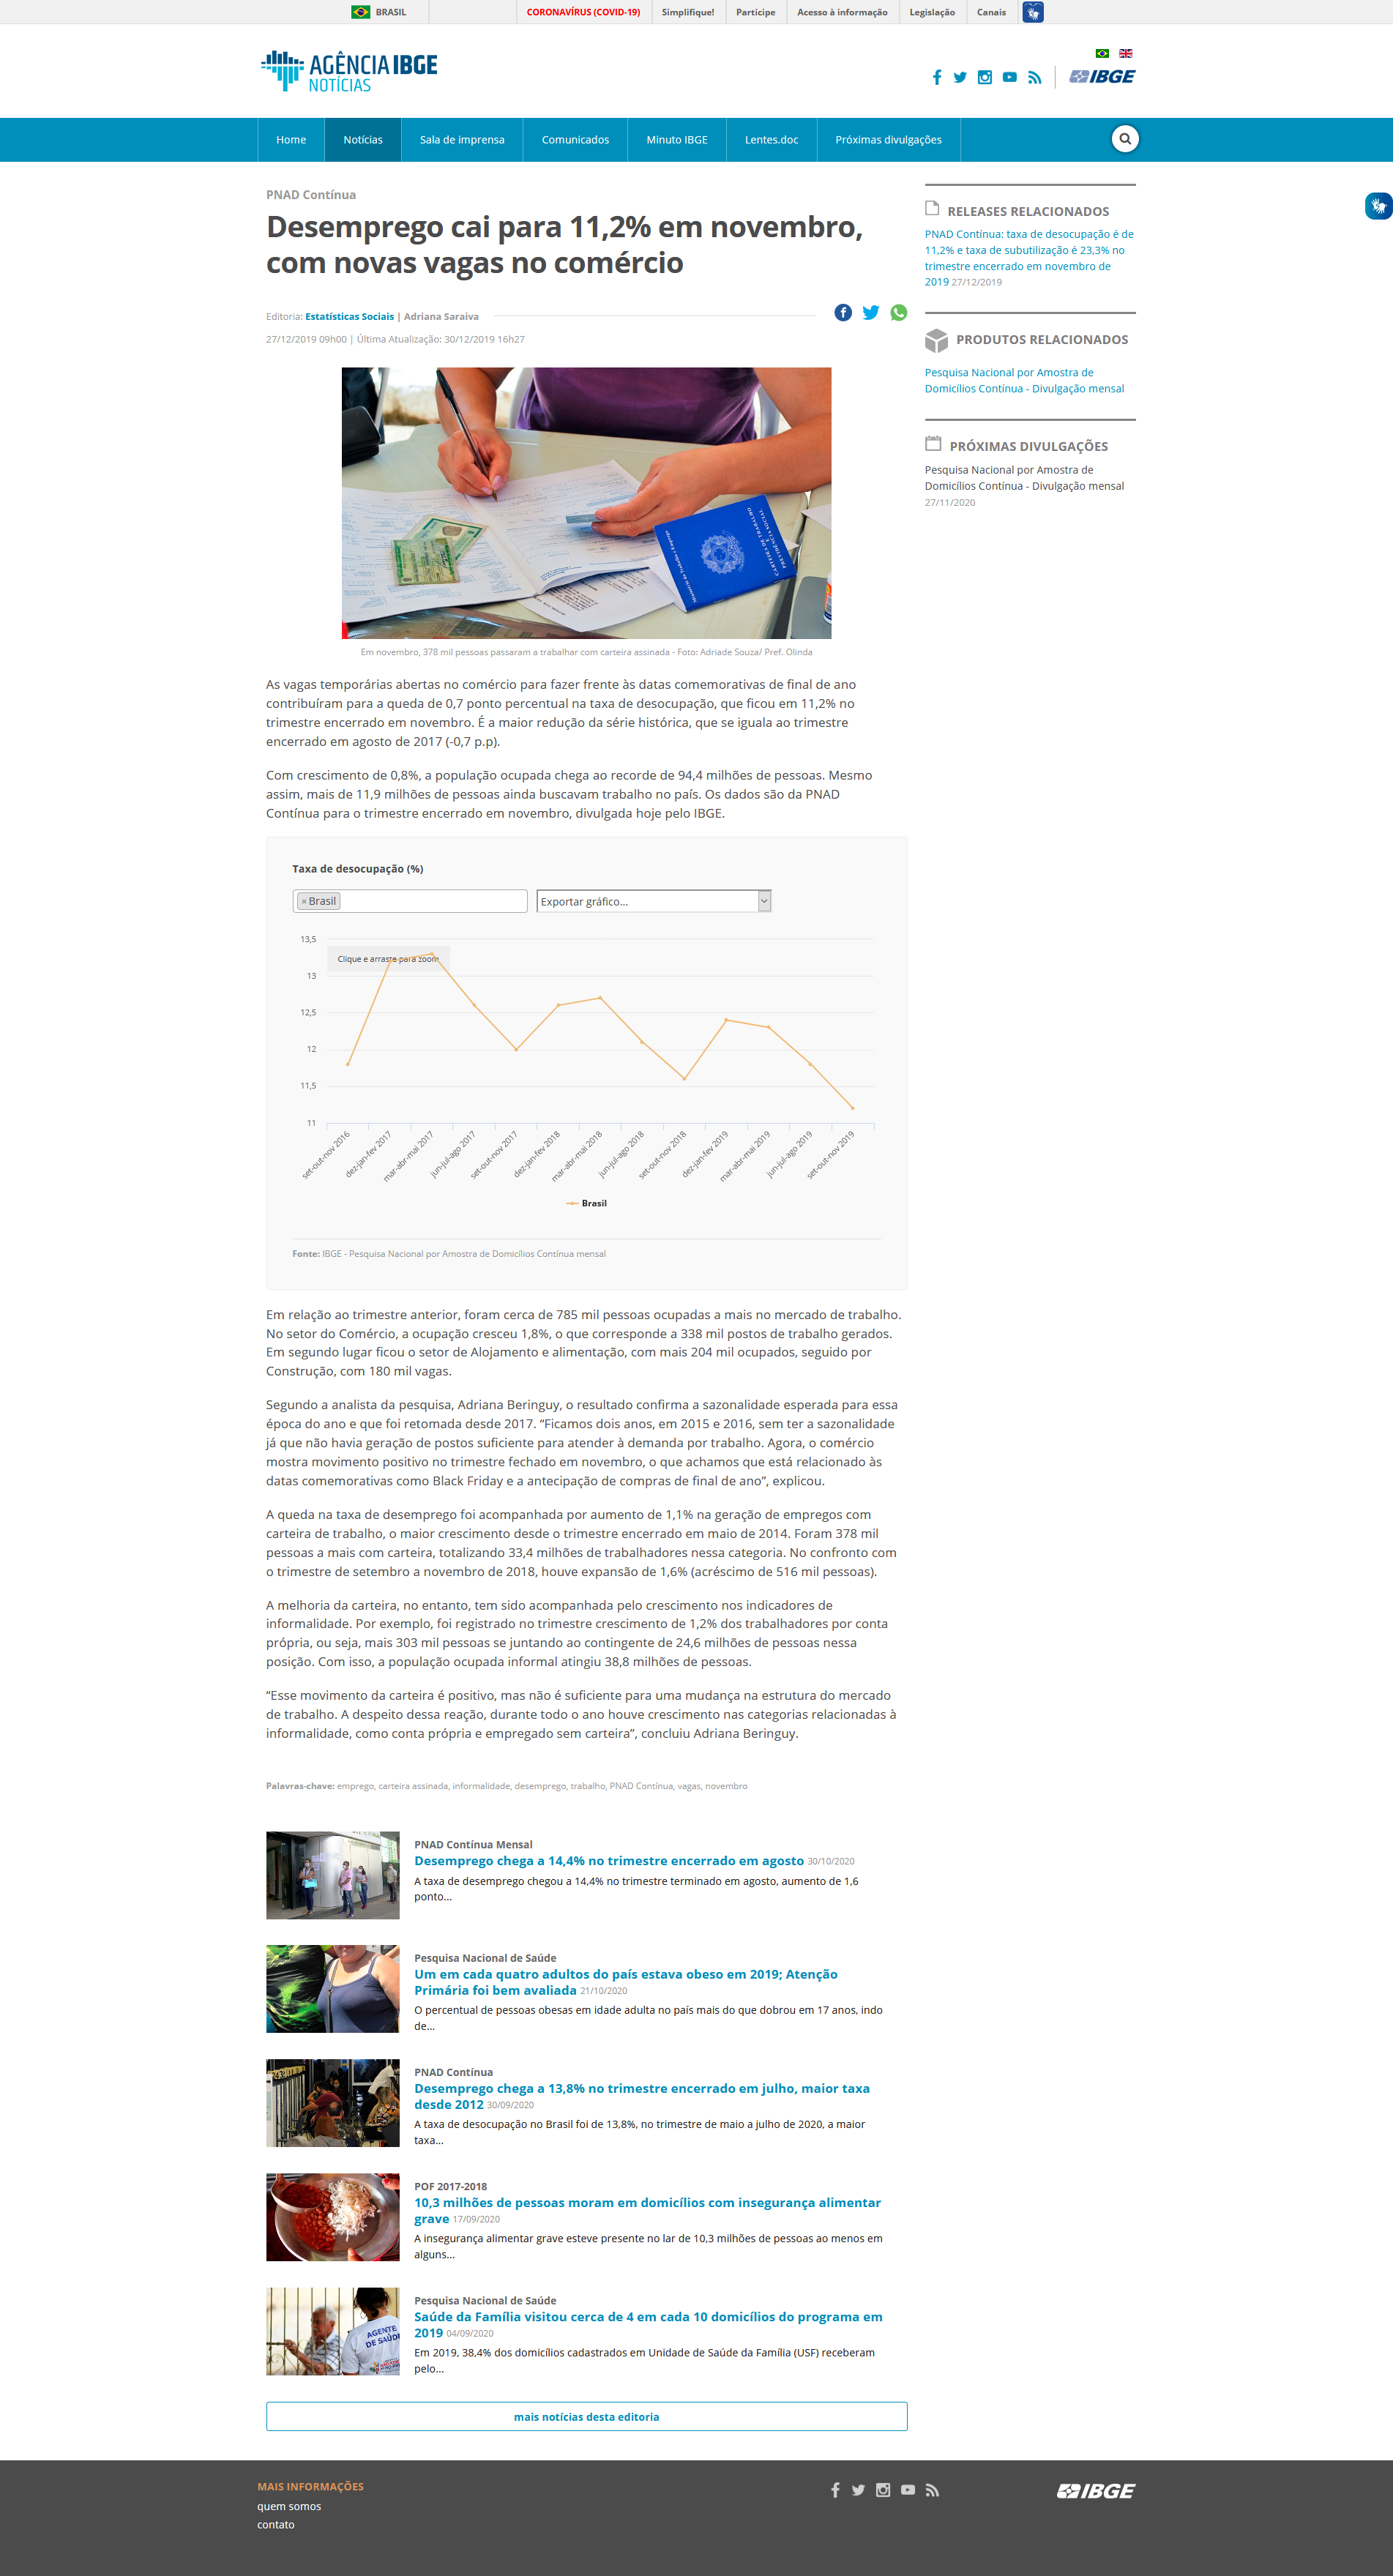 BRASIL
CORONAVÍRUS (COVID-19)
Simplifique!
Participe
Acesso à informação
Legislação
Canais
AGÊNCIA IBGE
NOTÍCIAS
IBGE
Home
Notícias
Sala de imprensa
Comunicados
Minuto IBGE
Lentes.doc
Próximas divulgações
PNAD Contínua
Desemprego cai para 11,2% em novembro,
com novas vagas no comércio
Editoria: Estatísticas Sociais | Adriana Saraiva
27/12/2019 09h00 | Última Atualização: 30/12/2019 16h27
CARTEIRA DE TRABALHO
PREVIDÊNCIA SOCIAL
Ministério do Trabalho e Emprego
Em novembro, 378 mil pessoas passaram a trabalhar com carteira assinada - Foto: Adriade Souza/ Pref. Olinda
As vagas temporárias abertas no comércio para fazer frente às datas comemorativas de final de ano
contribuíram para a queda de 0,7 ponto percentual na taxa de desocupação, que ficou em 11,2% no
trimestre encerrado em novembro. É a maior redução da série histórica, que se iguala ao trimestre
encerrado em agosto de 2017 (-0,7 p.p).
Com crescimento de 0,8%, a população ocupada chega ao recorde de 94,4 milhões de pessoas. Mesmo
assim, mais de 11,9 milhões de pessoas ainda buscavam trabalho no país. Os dados são da PNAD
Contínua para o trimestre encerrado em novembro, divulgada hoje pelo IBGE.
Taxa de desocupação (%)
× Brasil
Exportar gráfico...
Clique e arraste para zoom
13,5
13
12,5
12
11,5
11
set-out-nov 2016
dez-jan-fev 2017
mar-abr-mai 2017
jun-jul-ago 2017
set-out-nov 2017
dez-jan-fev 2018
mar-abr-mai 2018
jun-jul-ago 2018
set-out-nov 2018
dez-jan-fev 2019
mar-abr-mai 2019
jun-jul-ago 2019
set-out-nov 2019
Brasil
Fonte: IBGE - Pesquisa Nacional por Amostra de Domicílios Contínua mensal
Em relação ao trimestre anterior, foram cerca de 785 mil pessoas ocupadas a mais no mercado de trabalho.
No setor do Comércio, a ocupação cresceu 1,8%, o que corresponde a 338 mil postos de trabalho gerados.
Em segundo lugar ficou o setor de Alojamento e alimentação, com mais 204 mil ocupados, seguido por
Construção, com 180 mil vagas.
Segundo a analista da pesquisa, Adriana Beringuy, o resultado confirma a sazonalidade esperada para essa
época do ano e que foi retomada desde 2017. “Ficamos dois anos, em 2015 e 2016, sem ter a sazonalidade
já que não havia geração de postos suficiente para atender à demanda por trabalho. Agora, o comércio
mostra movimento positivo no trimestre fechado em novembro, o que achamos que está relacionado às
datas comemorativas como Black Friday e a antecipação de compras de final de ano”, explicou.
A queda na taxa de desemprego foi acompanhada por aumento de 1,1% na geração de empregos com
carteira de trabalho, o maior crescimento desde o trimestre encerrado em maio de 2014. Foram 378 mil
pessoas a mais com carteira, totalizando 33,4 milhões de trabalhadores nessa categoria. No confronto com
o trimestre de setembro a novembro de 2018, houve expansão de 1,6% (acréscimo de 516 mil pessoas).
A melhoria da carteira, no entanto, tem sido acompanhada pelo crescimento nos indicadores de
informalidade. Por exemplo, foi registrado no trimestre crescimento de 1,2% dos trabalhadores por conta
própria, ou seja, mais 303 mil pessoas se juntando ao contingente de 24,6 milhões de pessoas nessa
posição. Com isso, a população ocupada informal atingiu 38,8 milhões de pessoas.
“Esse movimento da carteira é positivo, mas não é suficiente para uma mudança na estrutura do mercado
de trabalho. A despeito dessa reação, durante todo o ano houve crescimento nas categorias relacionadas à
informalidade, como conta própria e empregado sem carteira”, concluiu Adriana Beringuy.
Palavras-chave: emprego, carteira assinada, informalidade, desemprego, trabalho, PNAD Contínua, vagas, novembro
PNAD Contínua Mensal
Desemprego chega a 14,4% no trimestre encerrado em agosto 30/10/2020
A taxa de desemprego chegou a 14,4% no trimestre terminado em agosto, aumento de 1,6
ponto...
Pesquisa Nacional de Saúde
Um em cada quatro adultos do país estava obeso em 2019; Atenção
Primária foi bem avaliada 21/10/2020
O percentual de pessoas obesas em idade adulta no país mais do que dobrou em 17 anos, indo
de...
PNAD Contínua
Desemprego chega a 13,8% no trimestre encerrado em julho, maior taxa
desde 2012 30/09/2020
A taxa de desocupação no Brasil foi de 13,8%, no trimestre de maio a julho de 2020, a maior
taxa...
POF 2017-2018
10,3 milhões de pessoas moram em domicílios com insegurança alimentar
grave 17/09/2020
A insegurança alimentar grave esteve presente no lar de 10,3 milhões de pessoas ao menos em
alguns...
AGENTE
DE SAÚDE
Pesquisa Nacional de Saúde
Saúde da Família visitou cerca de 4 em cada 10 domicílios do programa em
2019 04/09/2020
Em 2019, 38,4% dos domicílios cadastrados em Unidade de Saúde da Família (USF) receberam
pelo...
mais notícias desta editoria
RELEASES RELACIONADOS
PNAD Contínua: taxa de desocupação é de
11,2% e taxa de subutilização é 23,3% no
trimestre encerrado em novembro de
2019 27/12/2019
PRODUTOS RELACIONADOS
Pesquisa Nacional por Amostra de
Domicílios Contínua - Divulgação mensal
PRÓXIMAS DIVULGAÇÕES
Pesquisa Nacional por Amostra de
Domicílios Contínua - Divulgação mensal
27/11/2020
MAIS INFORMAÇÕES
quem somos
contato
IBGE